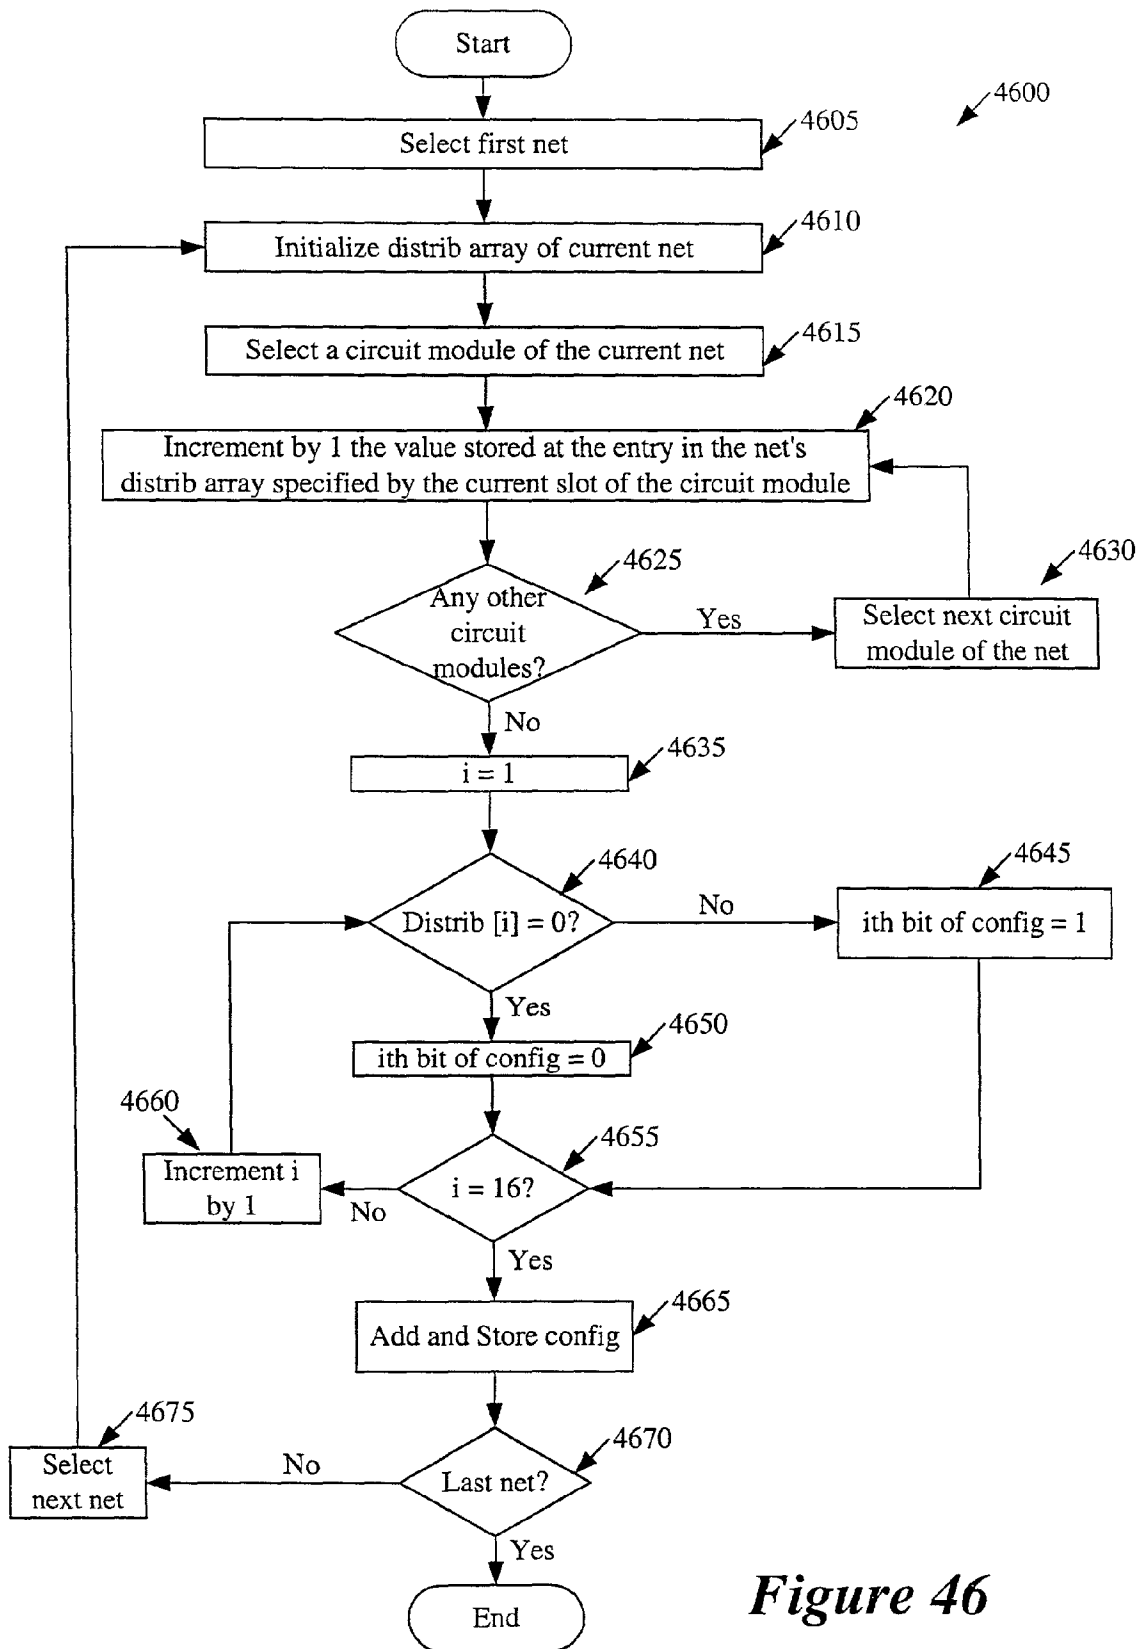 Start
4600
4605
Select first net
4610
Initialize distrib array of current net
4615
Select a circuit module of the current net
4620
Increment by 1 the value stored at the entry in the net's
distrib array specified by the current slot of the circuit module
4625
4630
Any other
circuit
modules?
Yes
Select next circuit
module of the net
No
4635
i = 1
4640
4645
Distrib [i] = 0?
No
ith bit of config = 1
Yes
4650
ith bit of config = 0
4660
4655
Increment i
by 1
i = 16?
No
Yes
4665
Add and Store config
4675
4670
Select
next net
No
Last net?
Yes
End
Figure 46